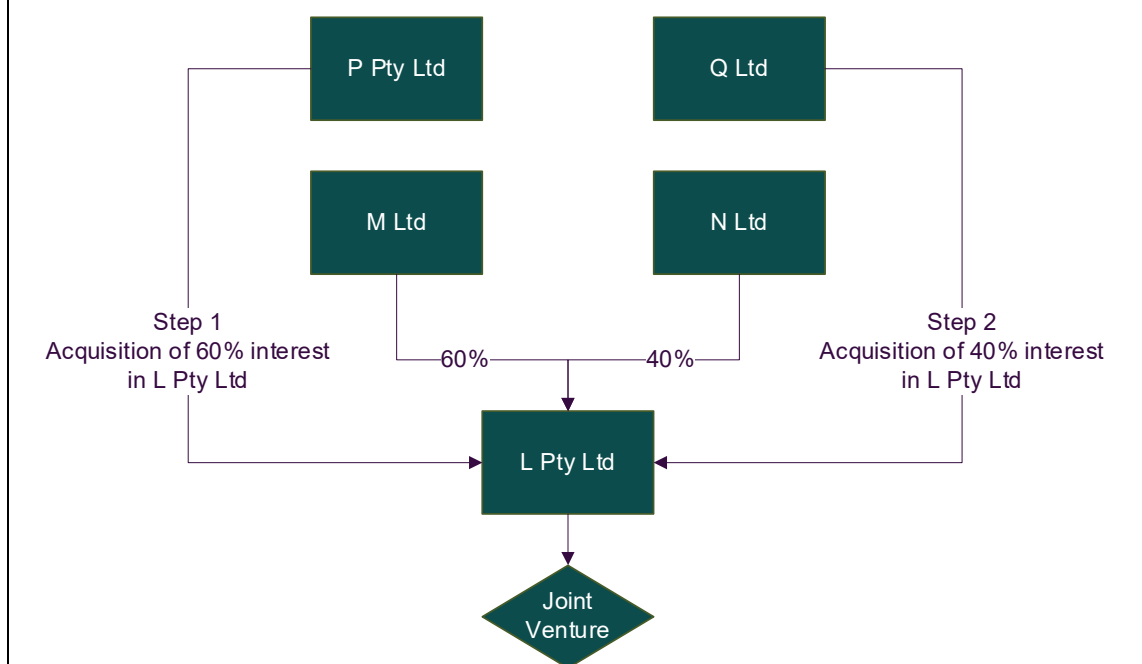 P Pty Ltd
Q Ltd
M Ltd
N Ltd
Step 1
Acquisition of 60% interest
in L Pty Ltd
Step 2
Acquisition of 40% interest
in L Pty Ltd
60%
40%
L Pty Ltd
Joint
Venture